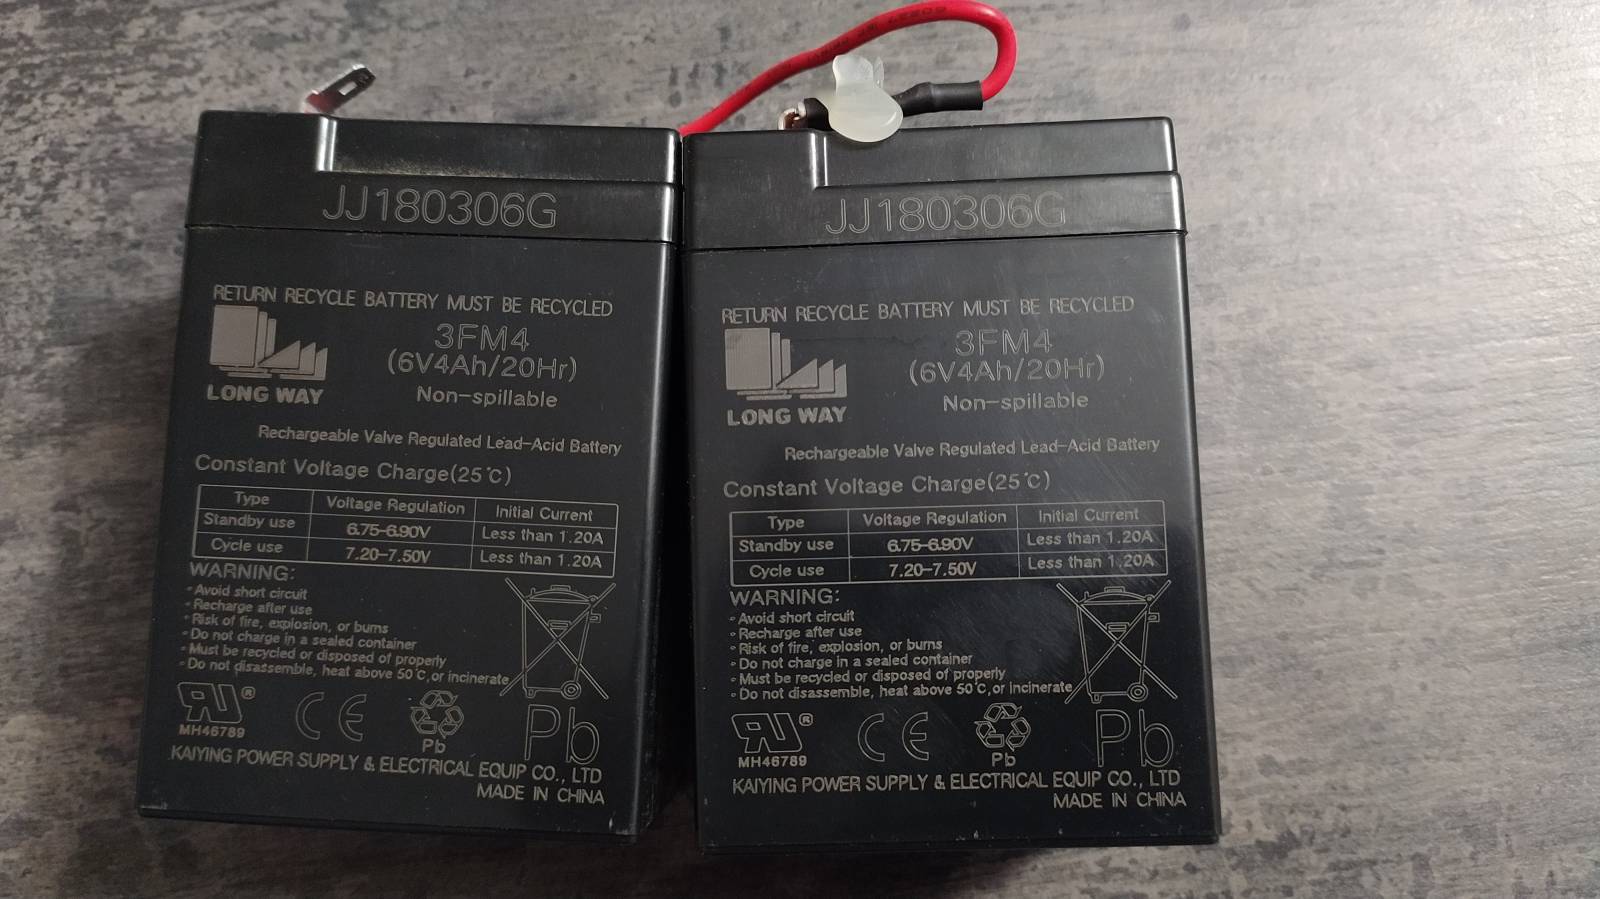 JJ180306G
RETURN RECYCLE BATTERY MUST BE RECYCLED
3FM4
(6V4Ah/20Hr)
LONG WAY
Non-spillable
Rechargeable Valve Regulated Lead-Acid Battery
Constant Voltage Charge(25℃)
Type Voltage Regulation Initial Current
Standby use 6.75-6.90V Less than 1.20A
Cycle use 7.20-7.50V Less than 1.20A
WARNING:
• Avoid short circuit
• Recharge after use
• Risk of fire, explosion, or burns
• Do not charge in a sealed container
• Must be recycled or disposed of properly
• Do not disassemble, heat above 50℃, or incinerate
RU®
MH46789
CE
Pb
Pb
KAIYING POWER SUPPLY & ELECTRICAL EQUIP CO., LTD
MADE IN CHINA
JJ180306G
RETURN RECYCLE BATTERY MUST BE RECYCLED
3FM4
(6V4Ah/20Hr)
LONG WAY
Non-spillable
Rechargeable Valve Regulated Lead-Acid Battery
Constant Voltage Charge(25℃)
Type Voltage Regulation Initial Current
Standby use 6.75-6.90V Less than 1.20A
Cycle use 7.20-7.50V Less than 1.20A
WARNING:
• Avoid short circuit
• Recharge after use
• Risk of fire, explosion, or burns
• Do not charge in a sealed container
• Must be recycled or disposed of properly
• Do not disassemble, heat above 50℃, or incinerate
RU®
MH46789
CE
Pb
Pb
KAIYING POWER SUPPLY & ELECTRICAL EQUIP CO., LTD
MADE IN CHINA